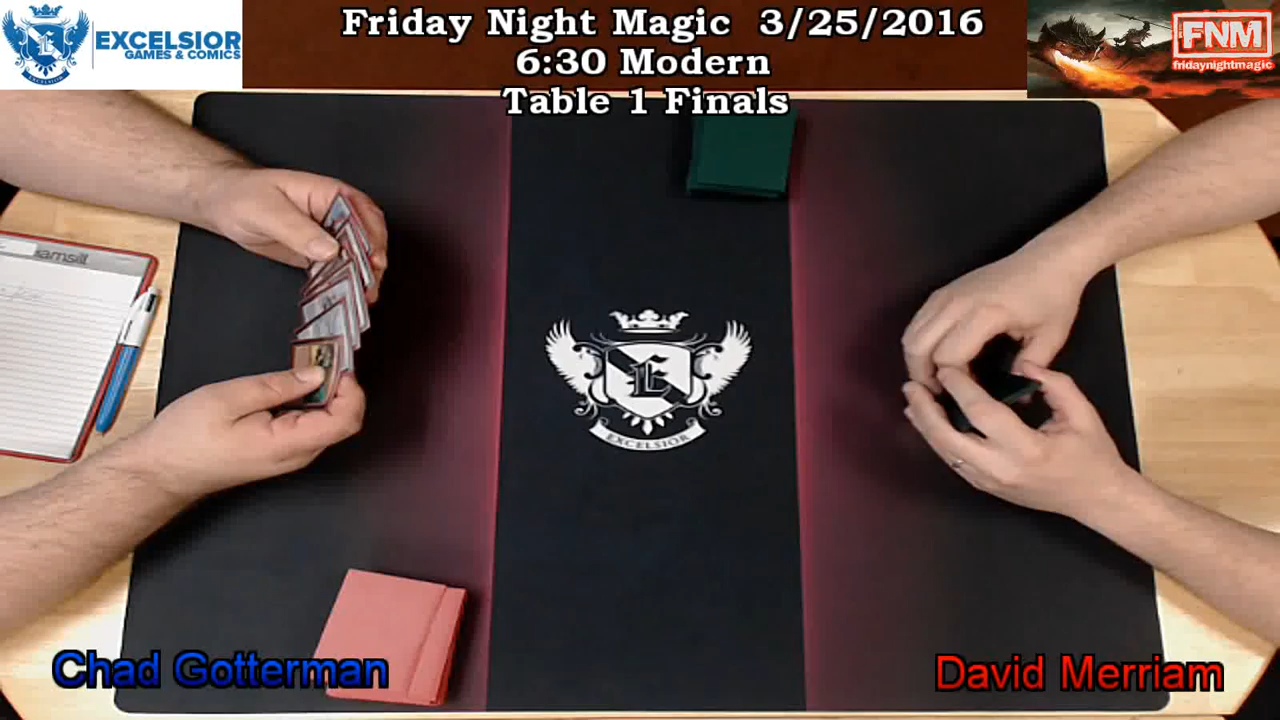 EXCELSIOR
GAMES & COMICS
Friday Night Magic 3/25/2016
6:30 Modern
Table 1 Finals
FNM
fridaynightmagic
E
EXCELSIOR
Chad Gotterman
David Merriam